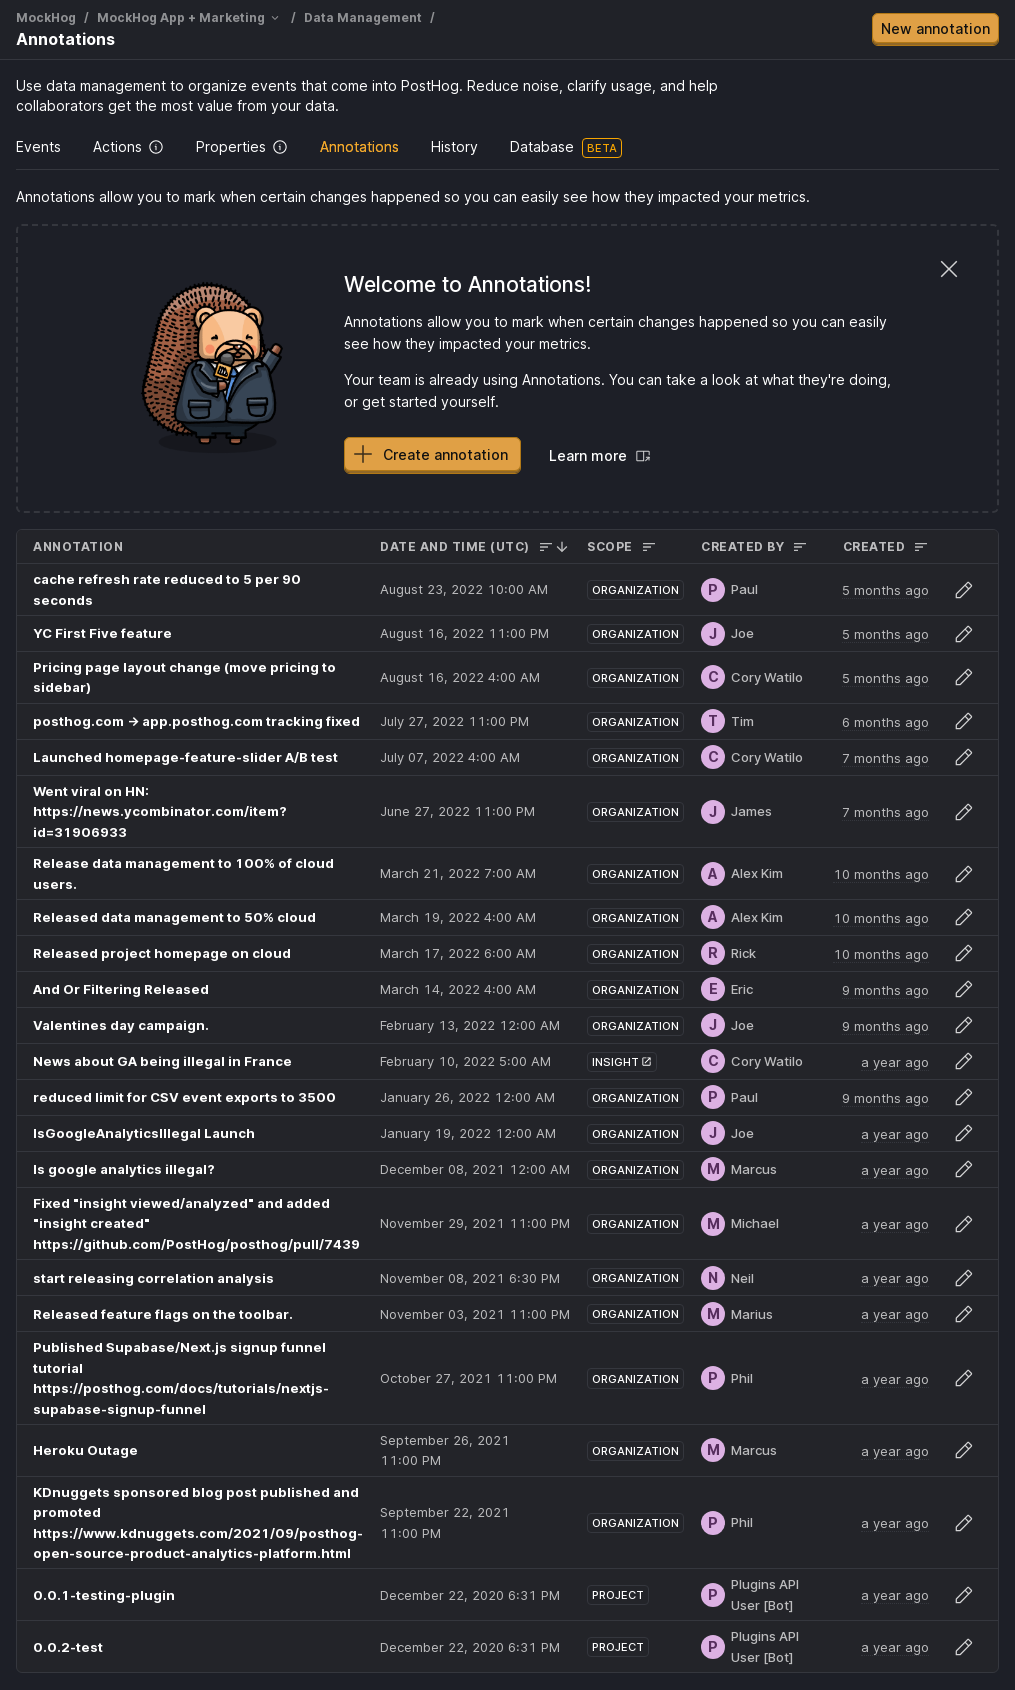 MockHog / MockHog App + Marketing / Data Management /
Annotations
New annotation
Use data management to organize events that come into PostHog. Reduce noise, clarify usage, and help
collaborators get the most value from your data.
Events Actions Properties Annotations History Database BETA
Annotations allow you to mark when certain changes happened so you can easily see how they impacted your metrics.
Welcome to Annotations!
Annotations allow you to mark when certain changes happened so you can easily
see how they impacted your metrics.
Your team is already using Annotations. You can take a look at what they're doing,
or get started yourself.
Create annotation Learn more
ANNOTATION DATE AND TIME (UTC) SCOPE CREATED BY CREATED
cache refresh rate reduced to 5 per 90
seconds
August 23, 2022 10:00 AM ORGANIZATION P Paul 5 months ago
YC First Five feature August 16, 2022 11:00 PM ORGANIZATION J Joe 5 months ago
Pricing page layout change (move pricing to
sidebar)
August 16, 2022 4:00 AM ORGANIZATION C Cory Watilo 5 months ago
posthog.com → app.posthog.com tracking fixed July 27, 2022 11:00 PM ORGANIZATION T Tim 6 months ago
Launched homepage-feature-slider A/B test July 07, 2022 4:00 AM ORGANIZATION C Cory Watilo 7 months ago
Went viral on HN:
https://news.ycombinator.com/item?
id=31906933
June 27, 2022 11:00 PM ORGANIZATION J James 7 months ago
Release data management to 100% of cloud
users.
March 21, 2022 7:00 AM ORGANIZATION A Alex Kim 10 months ago
Released data management to 50% cloud March 19, 2022 4:00 AM ORGANIZATION A Alex Kim 10 months ago
Released project homepage on cloud March 17, 2022 6:00 AM ORGANIZATION R Rick 10 months ago
And Or Filtering Released March 14, 2022 4:00 AM ORGANIZATION E Eric 9 months ago
Valentines day campaign. February 13, 2022 12:00 AM ORGANIZATION J Joe 9 months ago
News about GA being illegal in France February 10, 2022 5:00 AM INSIGHT C Cory Watilo a year ago
reduced limit for CSV event exports to 3500 January 26, 2022 12:00 AM ORGANIZATION P Paul 9 months ago
IsGoogleAnalyticsIllegal Launch January 19, 2022 12:00 AM ORGANIZATION J Joe a year ago
Is google analytics illegal? December 08, 2021 12:00 AM ORGANIZATION M Marcus a year ago
Fixed "insight viewed/analyzed" and added
"insight created"
https://github.com/PostHog/posthog/pull/7439
November 29, 2021 11:00 PM ORGANIZATION M Michael a year ago
start releasing correlation analysis November 08, 2021 6:30 PM ORGANIZATION N Neil a year ago
Released feature flags on the toolbar. November 03, 2021 11:00 PM ORGANIZATION M Marius a year ago
Published Supabase/Next.js signup funnel
tutorial
https://posthog.com/docs/tutorials/nextjs-
supabase-signup-funnel
October 27, 2021 11:00 PM ORGANIZATION P Phil a year ago
Heroku Outage September 26, 2021
11:00 PM ORGANIZATION M Marcus a year ago
KDnuggets sponsored blog post published and
promoted
https://www.kdnuggets.com/2021/09/posthog-
open-source-product-analytics-platform.html
September 22, 2021
11:00 PM ORGANIZATION P Phil a year ago
0.0.1-testing-plugin December 22, 2020 6:31 PM PROJECT P Plugins API
User [Bot] a year ago
0.0.2-test December 22, 2020 6:31 PM PROJECT P Plugins API
User [Bot] a year ago